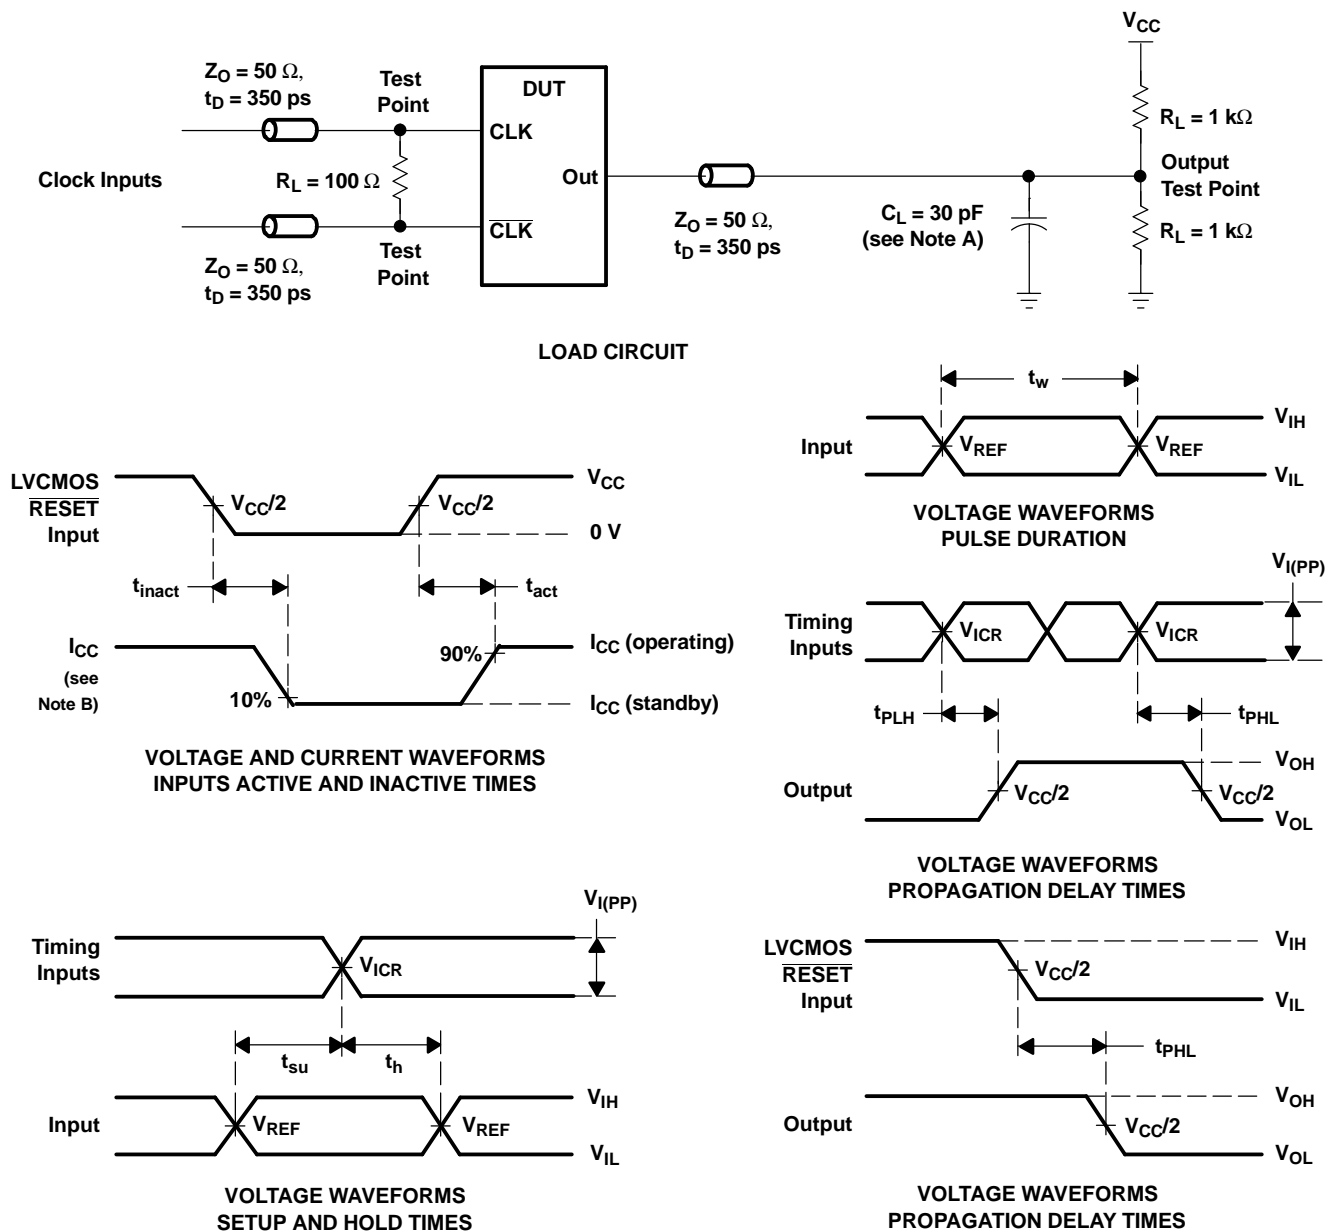 V_CC
Z_O = 50 Ω,
t_D = 350 ps
Test
Point
DUT
CLK
R_L = 1 kΩ
Clock Inputs
R_L = 100 Ω
Out
Output
Test Point
Z_O = 50 Ω,
t_D = 350 ps
C_L = 30 pF
(see Note A)
R_L = 1 kΩ
CLK
Test
Point
Z_O = 50 Ω,
t_D = 350 ps
LOAD CIRCUIT
t_w
Input
V_REF
V_REF
V_IH
V_IL
VOLTAGE WAVEFORMS
PULSE DURATION
LVCMOS
RESET
Input
V_CC/2
V_CC/2
V_CC
0 V
t_inact
t_act
I_CC
(see
Note B)
10%
90%
I_CC (operating)
I_CC (standby)
VOLTAGE AND CURRENT WAVEFORMS
INPUTS ACTIVE AND INACTIVE TIMES
V_I(PP)
Timing
Inputs
V_ICR
V_ICR
t_PLH
t_PHL
Output
V_CC/2
V_CC/2
V_OH
V_OL
VOLTAGE WAVEFORMS
PROPAGATION DELAY TIMES
V_I(PP)
Timing
Inputs
V_ICR
t_su
t_h
Input
V_REF
V_REF
V_IH
V_IL
VOLTAGE WAVEFORMS
SETUP AND HOLD TIMES
LVCMOS
RESET
Input
V_CC/2
V_IH
V_IL
t_PHL
Output
V_CC/2
V_OH
V_OL
VOLTAGE WAVEFORMS
PROPAGATION DELAY TIMES